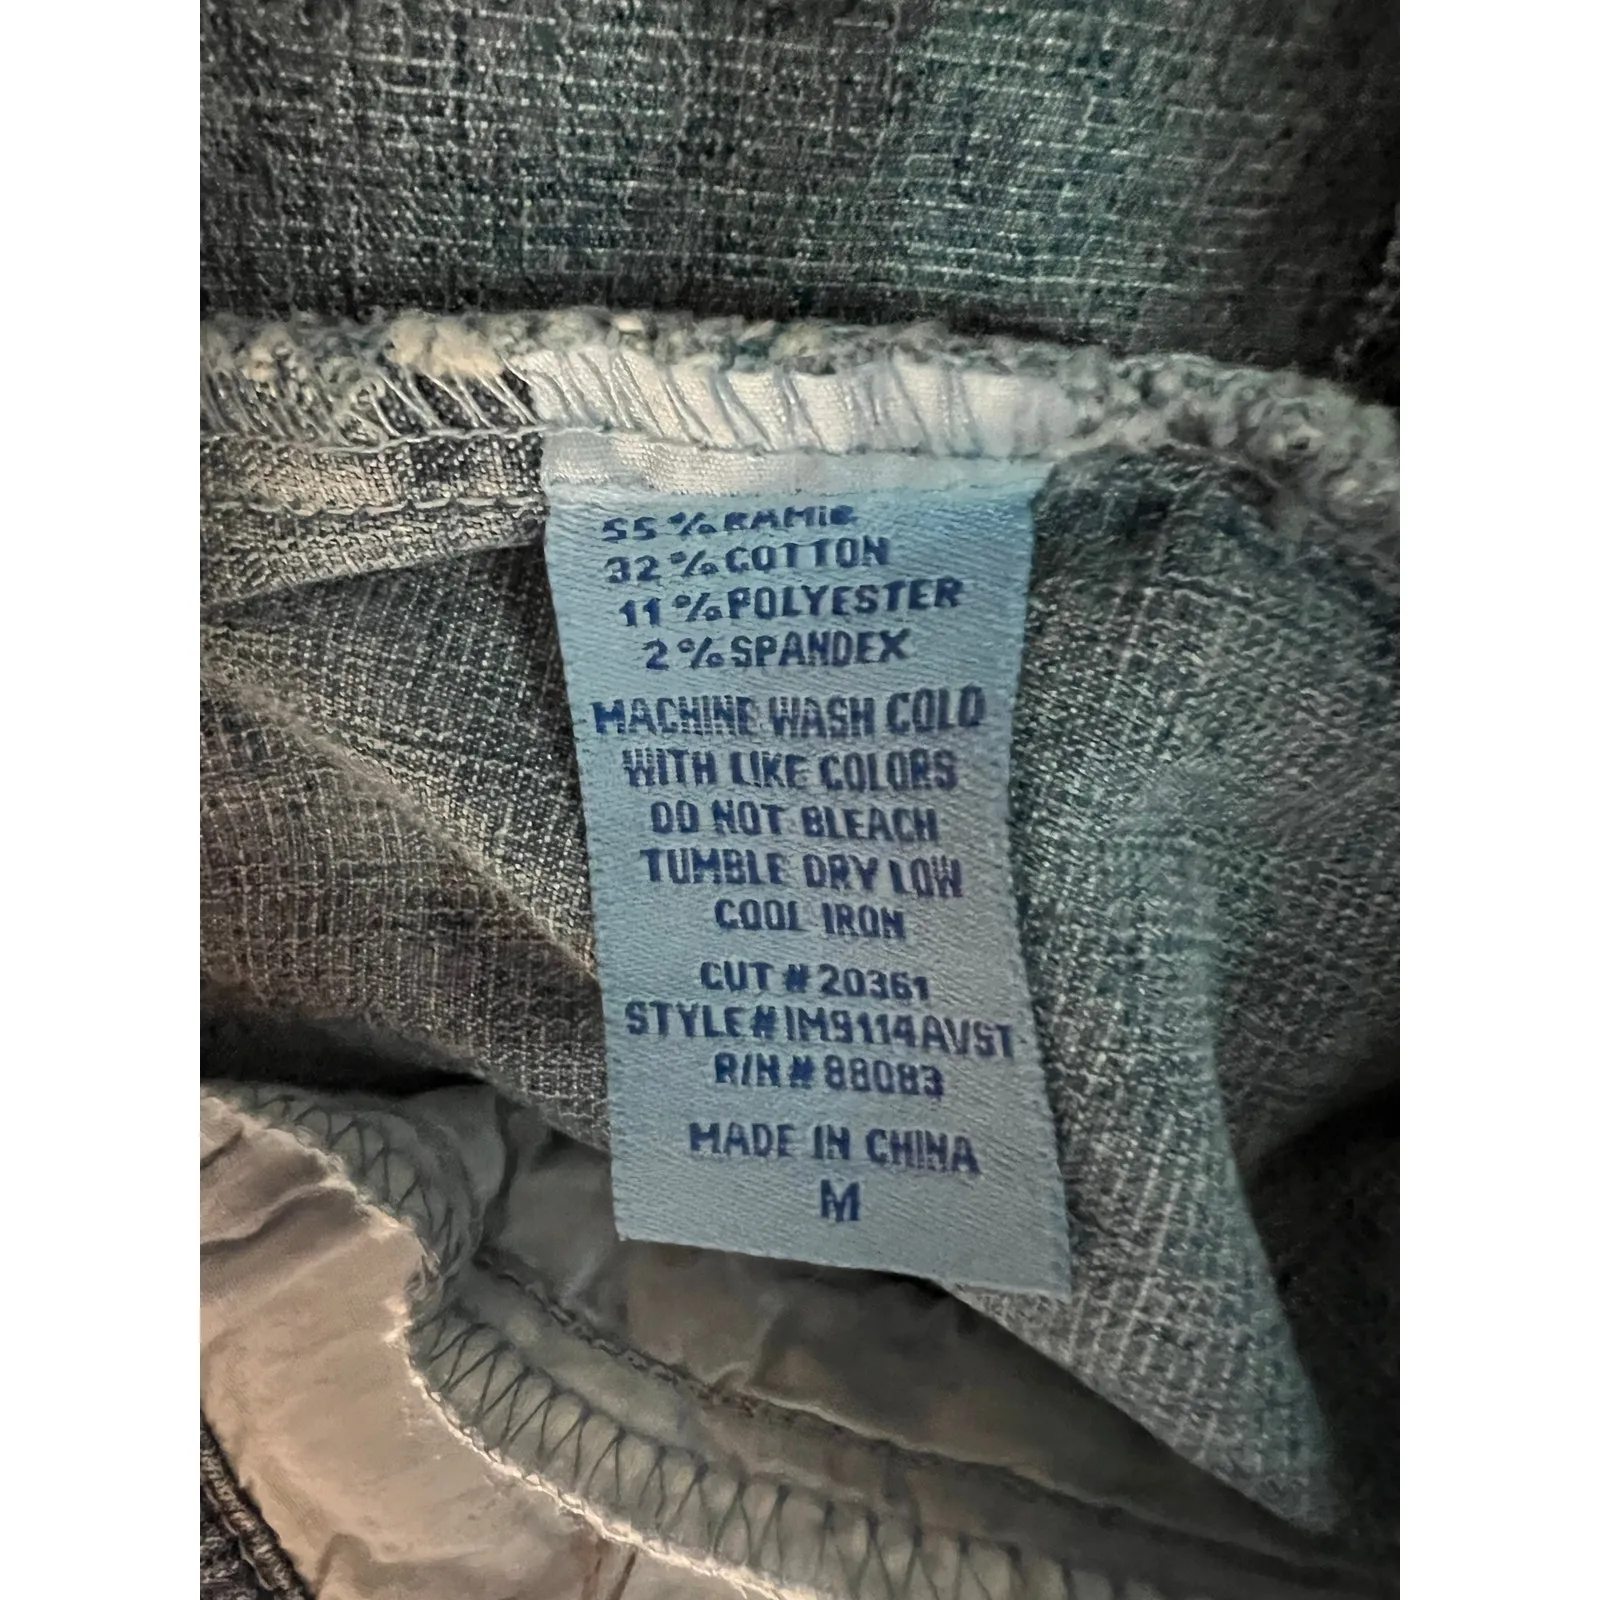 55% RAMIE
32% COTTON
11% POLYESTER
2% SPANDEX
MACHINE WASH COLD
WITH LIKE COLORS
DO NOT BLEACH
TUMBLE DRY LOW
COOL IRON
CUT # 20361
STYLE# IM9114AVST
R/N # 88083
MADE IN CHINA
M